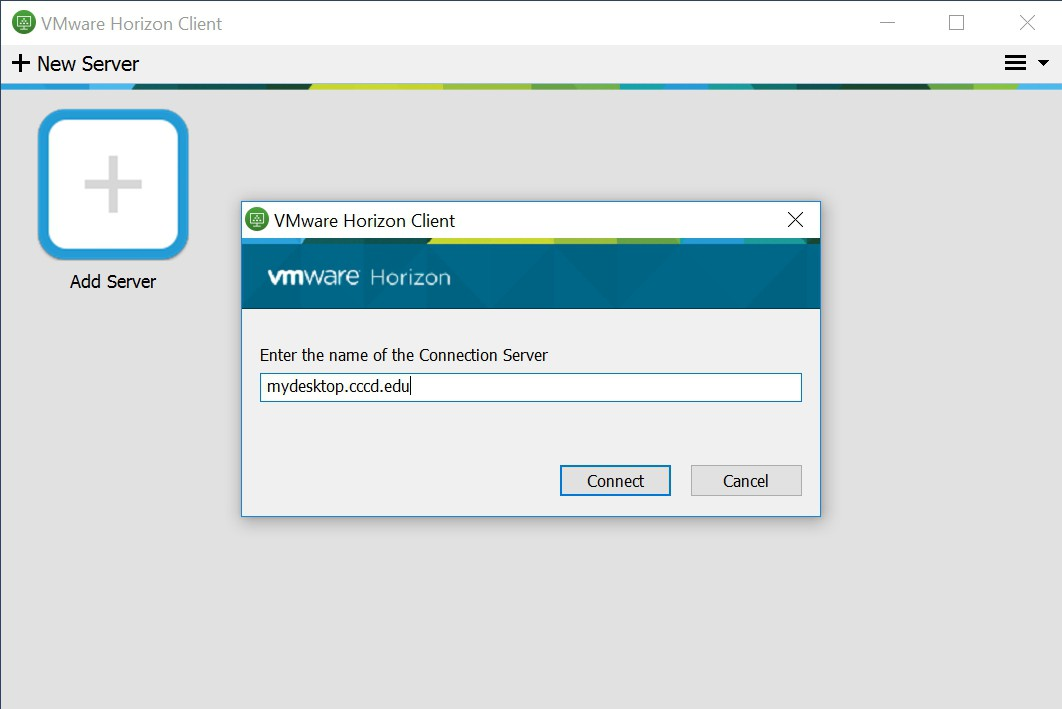 VMware Horizon Client
New Server
Add Server
VMware Horizon Client
vmware Horizon
Enter the name of the Connection Server
mydesktop.cccd.edu
Connect
Cancel